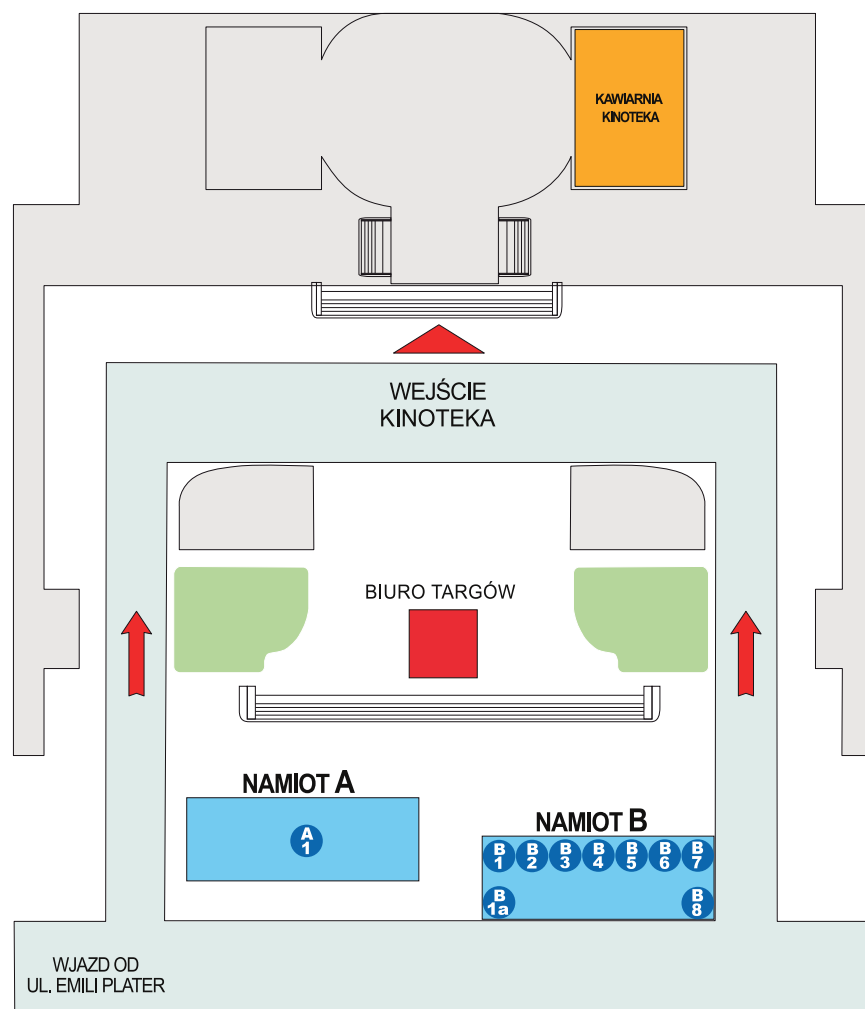 KAWIARNIA
KINOTEKA
WEJŚCIE
KINOTEKA
BIURO TARGÓW
NAMIOT A
A
1
NAMIOT B
B B B B B B B
1 2 3 4 5 6 7
B B
1a 8
WJAZD OD
UL. EMILI PLATER